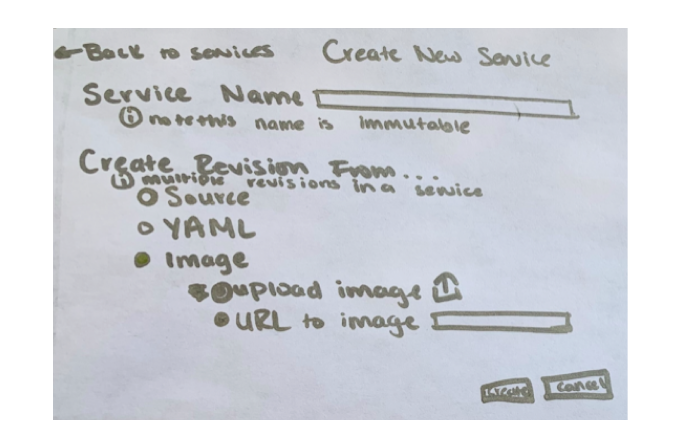 ← Back to services Create New Service
Service Name
i note this name is immutable
Create Revision From...
i multiple revisions in a service
Source
YAML
Image
Upload image
URL to image
Create Cancel